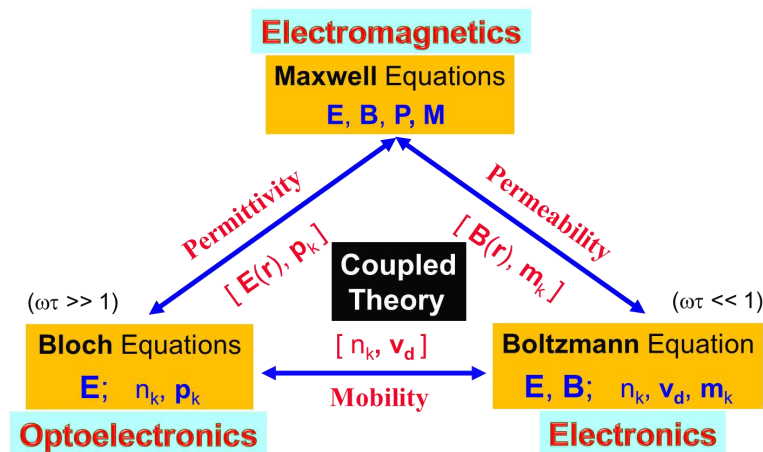 Electromagnetics
Maxwell Equations
E, B, P, M
Permittivity
Permeability
[ E(r), pk ]
[ B(r), mk ]
Coupled
Theory
(ωτ >> 1)
(ωτ << 1)
Bloch Equations
E; nk, pk
[ nk, vd ]
Mobility
Boltzmann Equation
E, B; nk, vd, mk
Optoelectronics
Electronics